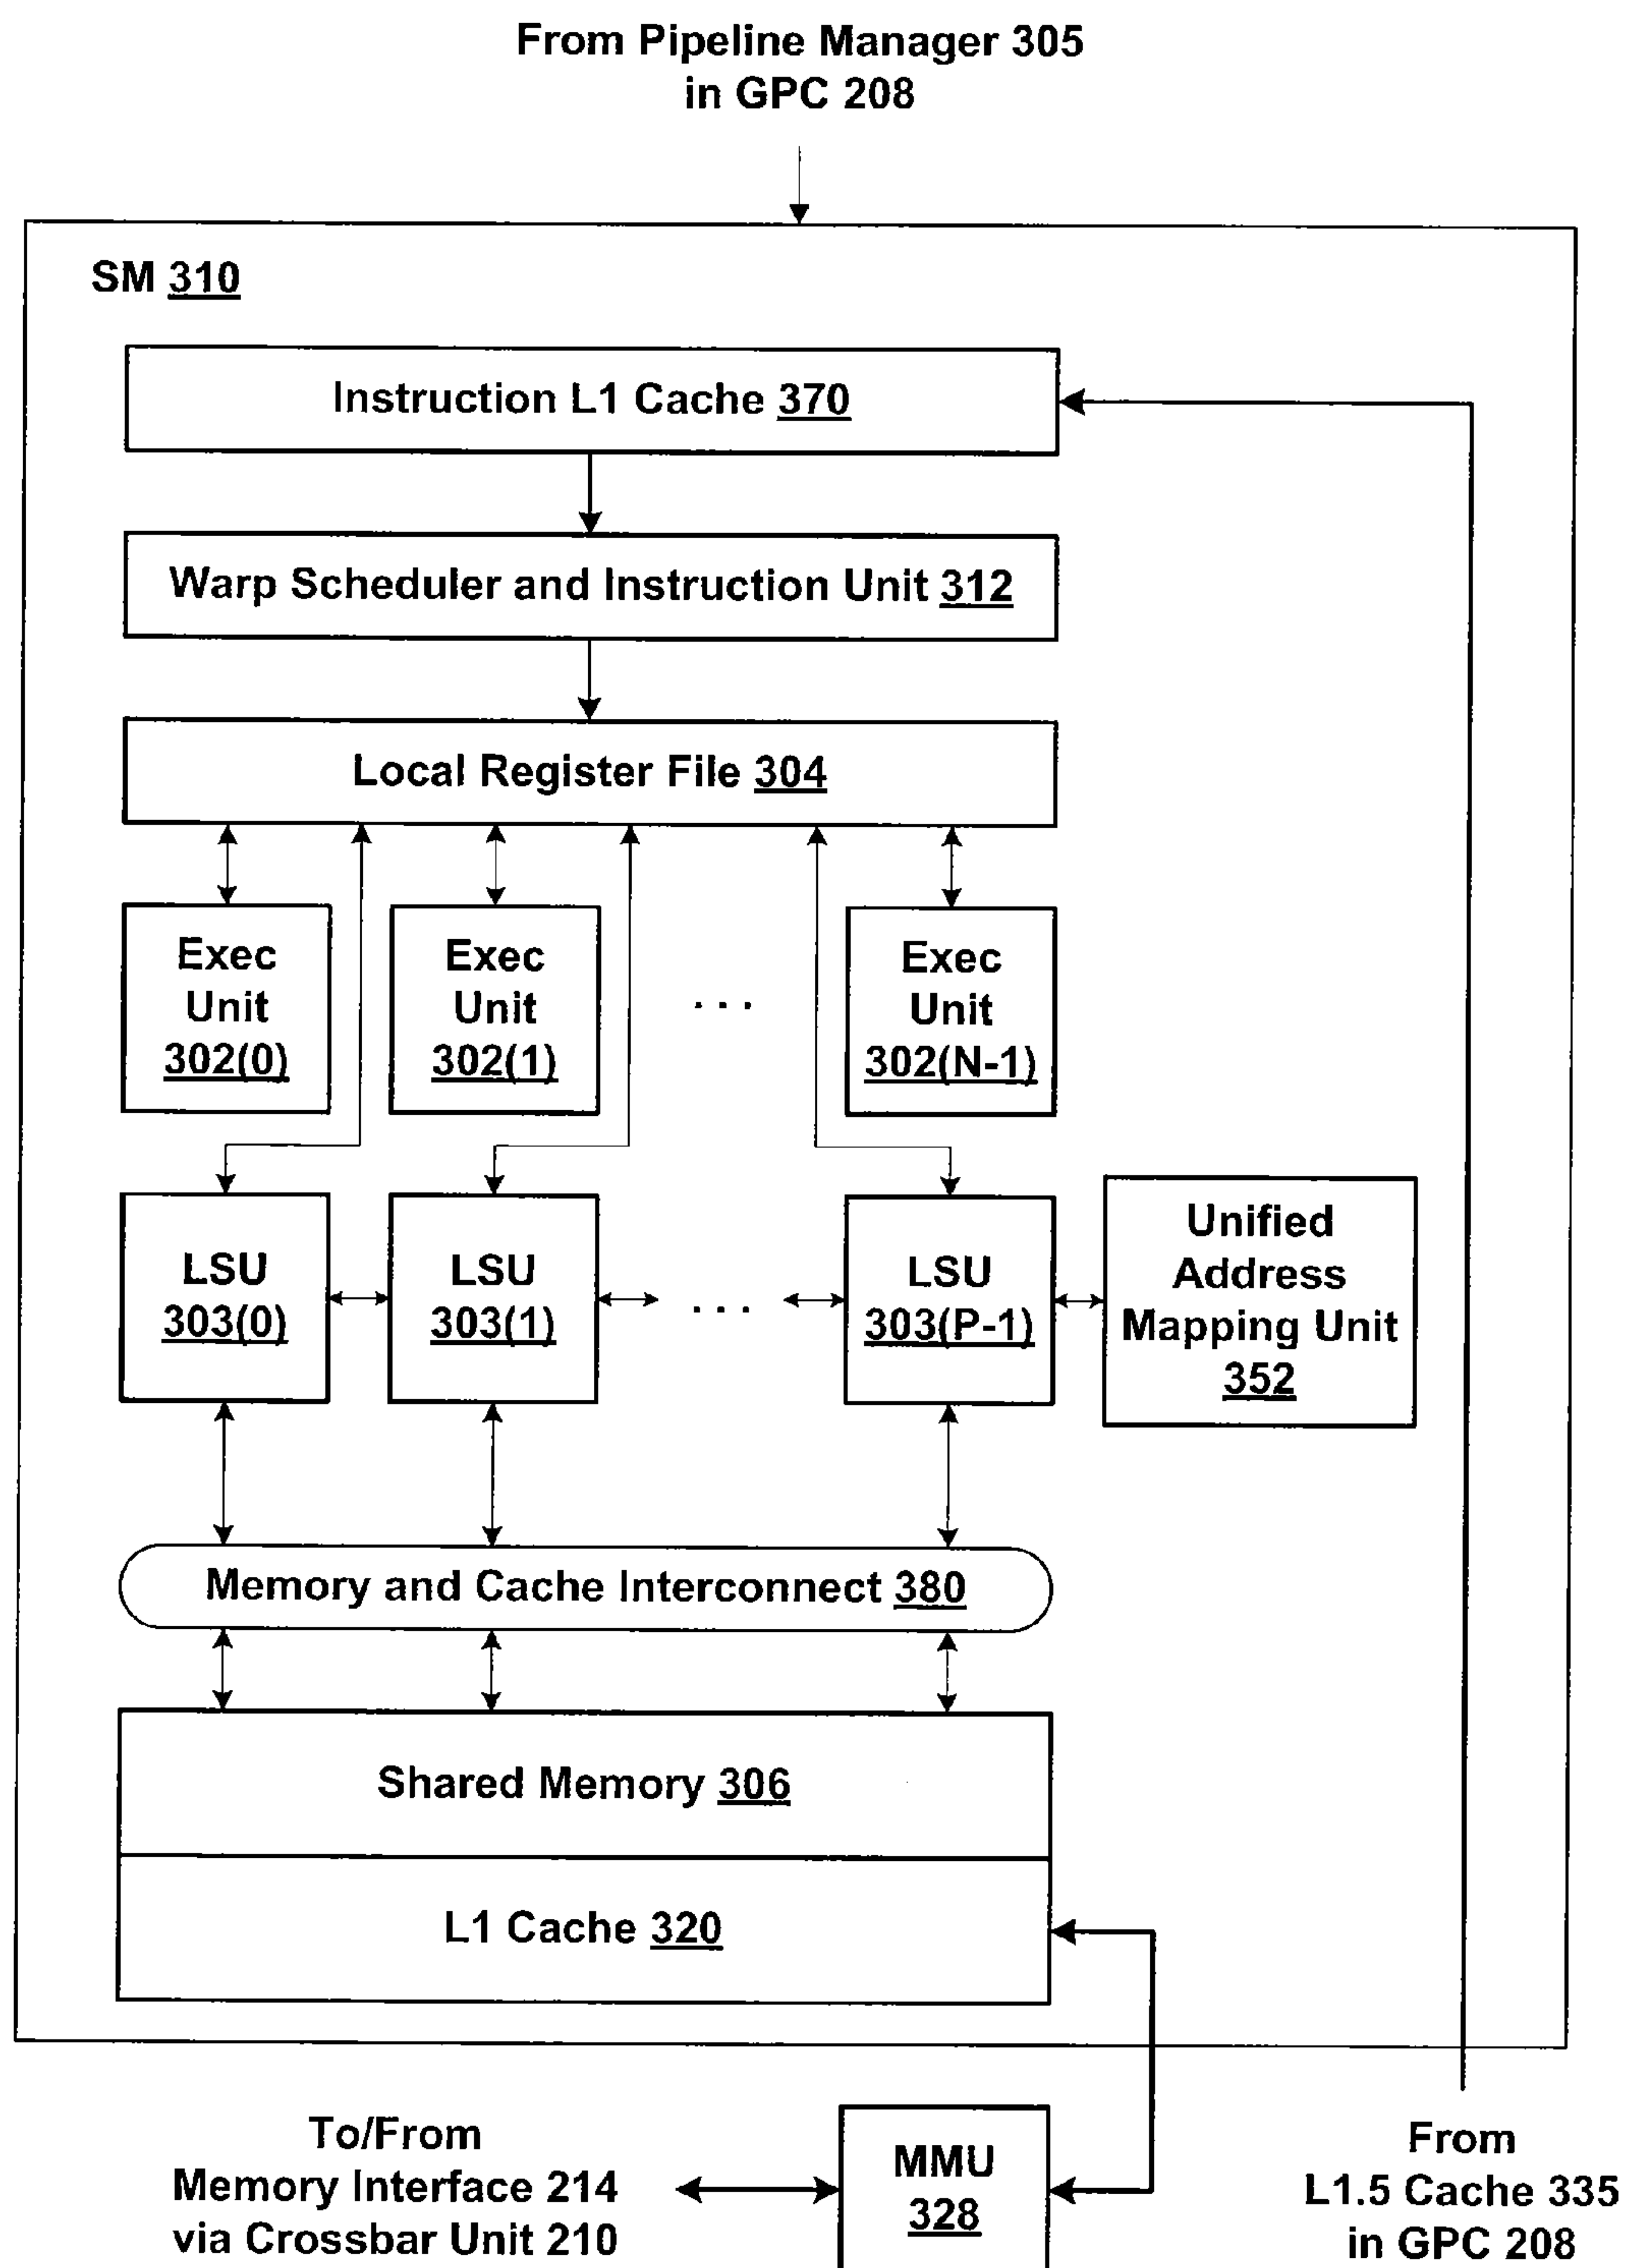 From Pipeline Manager 305
in GPC 208
SM 310
Instruction L1 Cache 370
Warp Scheduler and Instruction Unit 312
Local Register File 304
Exec
Unit
302(0)
Exec
Unit
302(1)
. . .
Exec
Unit
302(N-1)
LSU
303(0)
LSU
303(1)
. . .
LSU
303(P-1)
Unified
Address
Mapping Unit
352
Memory and Cache Interconnect 380
Shared Memory 306
L1 Cache 320
To/From
Memory Interface 214
via Crossbar Unit 210
MMU
328
From
L1.5 Cache 335
in GPC 208